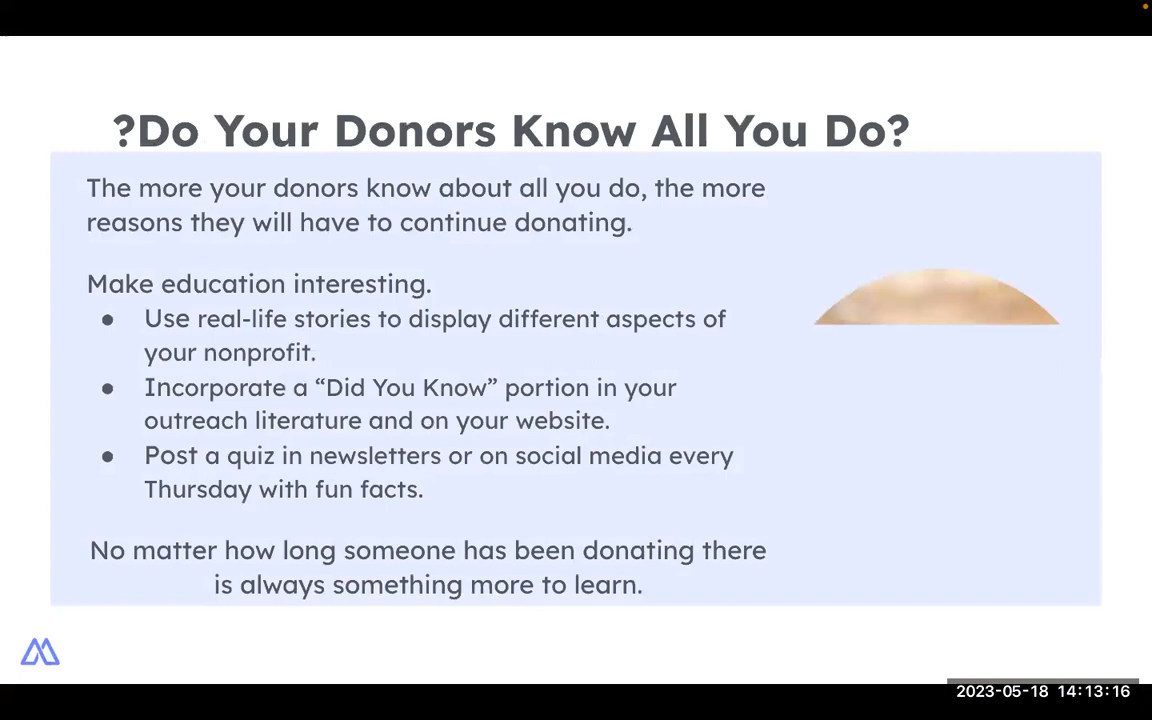 ?Do Your Donors Know All You Do?
The more your donors know about all you do, the more
reasons they will have to continue donating.
Make education interesting.
● Use real-life stories to display different aspects of
your nonprofit.
● Incorporate a “Did You Know” portion in your
outreach literature and on your website.
● Post a quiz in newsletters or on social media every
Thursday with fun facts.
No matter how long someone has been donating there
is always something more to learn.
2023-05-18 14:13:16